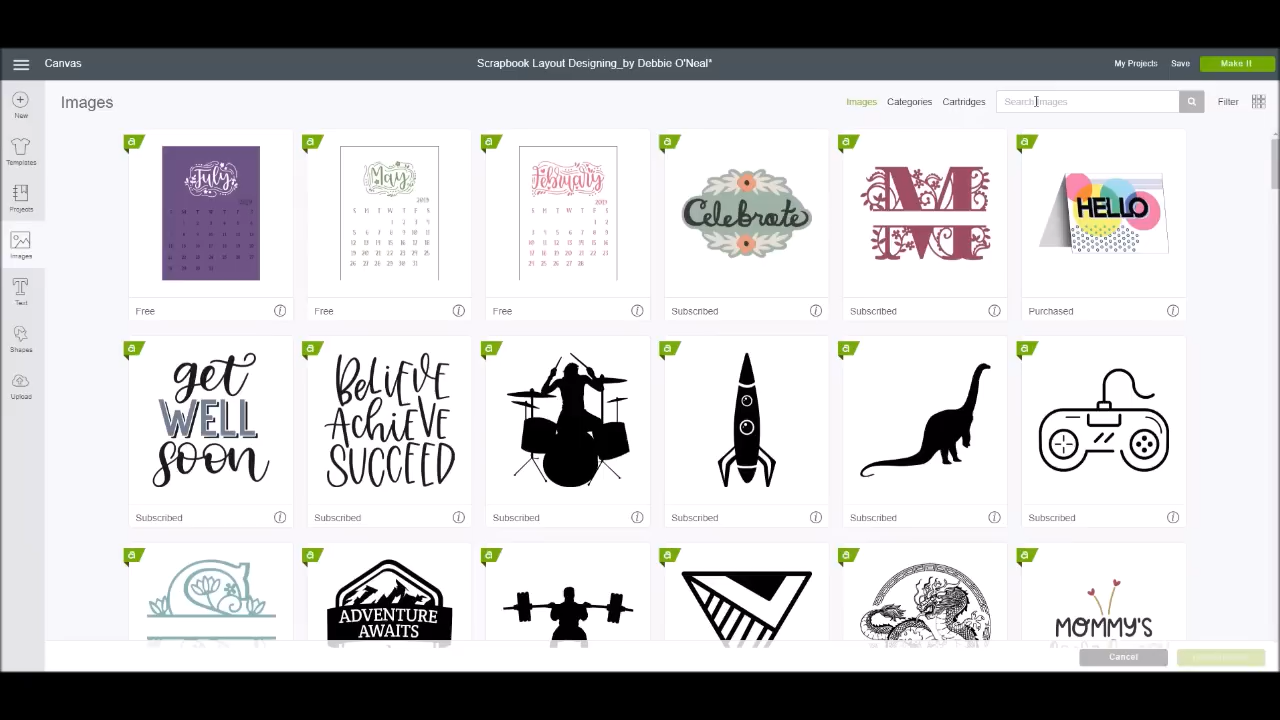 Canvas
Scrapbook Layout Designing_by Debbie O'Neal*
My Projects
Save
Make It
New
Templates
Projects
Images
Text
Shapes
Upload
Images
Images
Categories
Cartridges
Search Images
Filter
July
May
2019
S M T W T F S
February
2019
S M T W T F S
Celebrate
M
HELLO
Free
Free
Free
Subscribed
Subscribed
Purchased
get
WELL
soon
BELIEVE
ACHIEVE
SUCCEED
Subscribed
Subscribed
Subscribed
Subscribed
Subscribed
Subscribed
ADVENTURE
AWAITS
MOMMY'S
Cancel